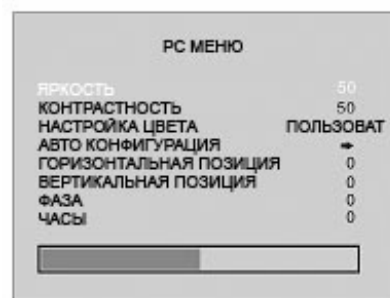 PC МЕНЮ
ЯРКОСТЬ 50
КОНТРАСТНОСТЬ 50
НАСТРОЙКА ЦВЕТА ПОЛЬЗОВАТ
АВТО КОНФИГУРАЦИЯ
ГОРИЗОНТАЛЬНАЯ ПОЗИЦИЯ 0
ВЕРТИКАЛЬНАЯ ПОЗИЦИЯ 0
ФАЗА 0
ЧАСЫ 0